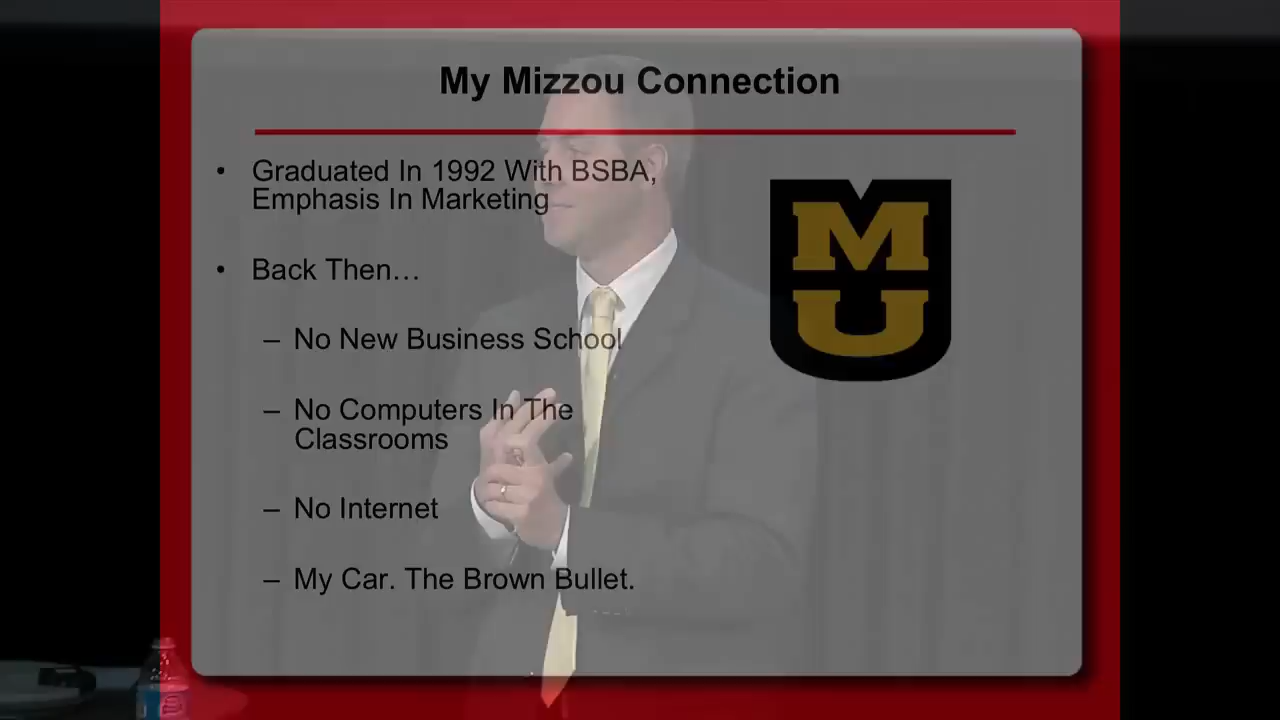 My Mizzou Connection
• Graduated In 1992 With BSBA,
Emphasis In Marketing
• Back Then…
– No New Business School
– No Computers In The
Classrooms
– No Internet
– My Car. The Brown Bullet.
M
U